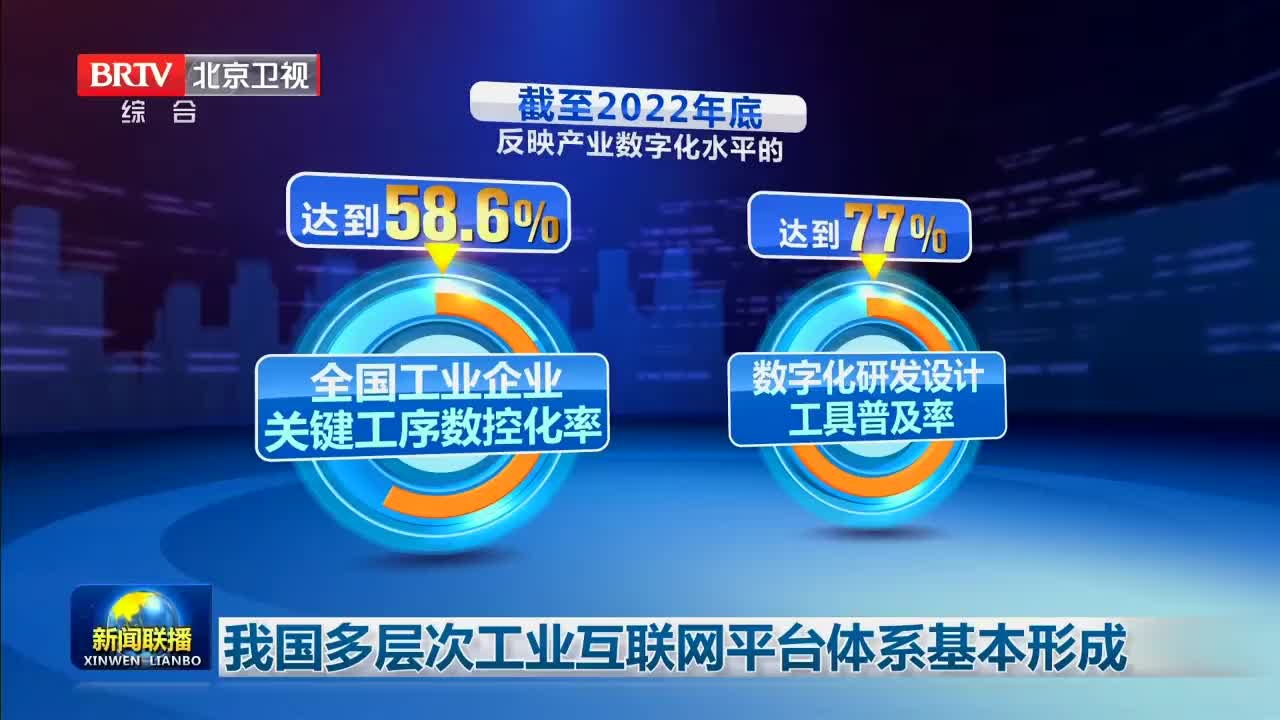 BRTV 北京卫视
综合
截至2022年底
反映产业数字化水平的
达到58.6%
全国工业企业
关键工序数控化率
达到77%
数字化研发设计
工具普及率
新闻联播
XINWEN LIANBO
我国多层次工业互联网平台体系基本形成